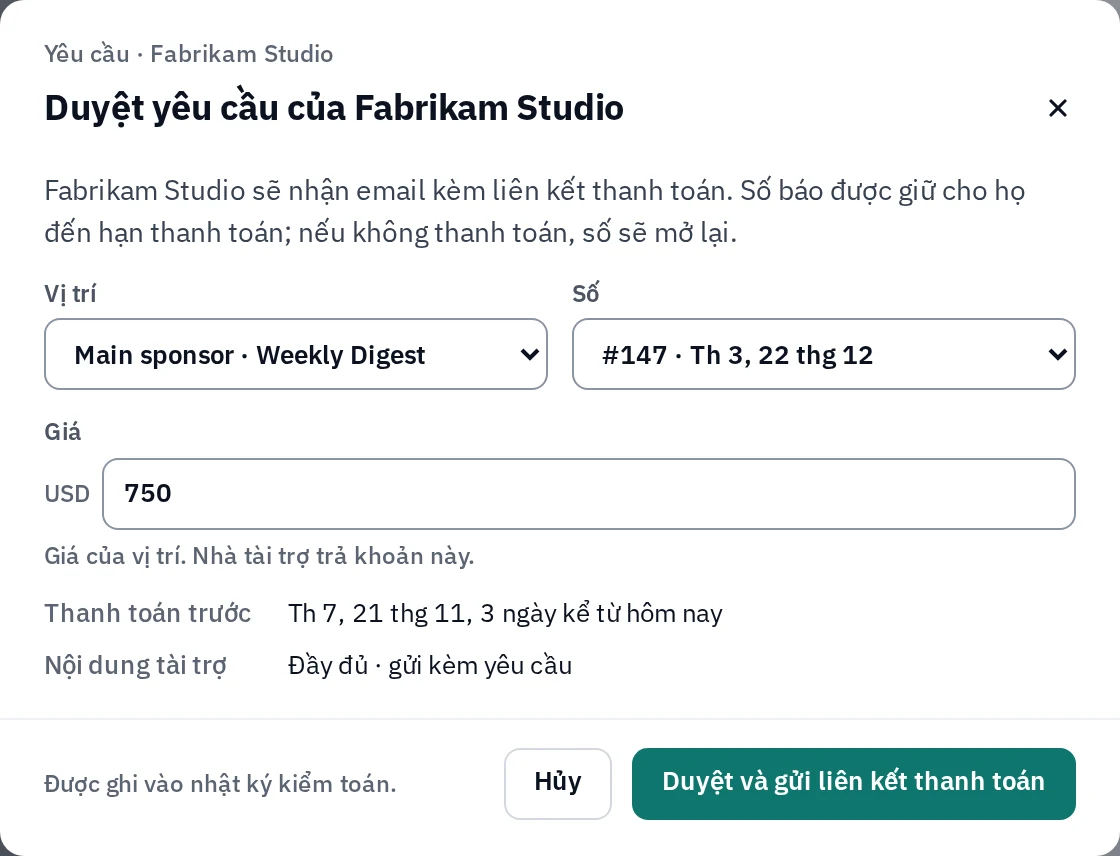 Yêu cầu · Fabrikam Studio
Duyệt yêu cầu của Fabrikam Studio
Fabrikam Studio sẽ nhận email kèm liên kết thanh toán. Số báo được giữ cho họ
đến hạn thanh toán; nếu không thanh toán, số sẽ mở lại.
Vị trí
Số
Main sponsor · Weekly Digest
#147 · Th 3, 22 thg 12
Giá
USD 750
Giá của vị trí. Nhà tài trợ trả khoản này.
Thanh toán trước Th 7, 21 thg 11, 3 ngày kể từ hôm nay
Nội dung tài trợ Đầy đủ · gửi kèm yêu cầu
Được ghi vào nhật ký kiểm toán.
Hủy
Duyệt và gửi liên kết thanh toán